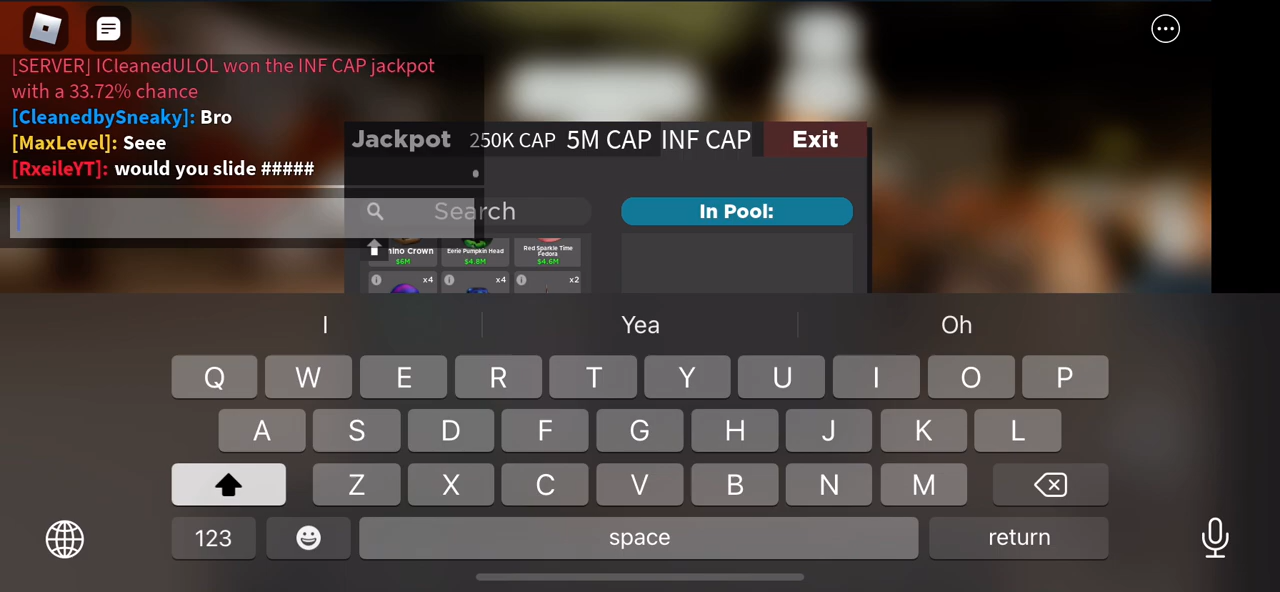 [SERVER] ICleanedULOL won the INF CAP jackpot
with a 33.72% chance
[CleanedbySneaky]: Bro
[MaxLevel]: Seee
[RxeileYT]: would you slide #####
Jackpot 250K CAP 5M CAP INF CAP Exit
Search
In Pool:
Eerie Pumpkin Head
Red Sparkle Time
Fedora
$6M $4.8M $4.6M
x4 x4 x2
I Yea Oh
Q W E R T Y U I O P
A S D F G H J K L
Z X C V B N M
123 space return